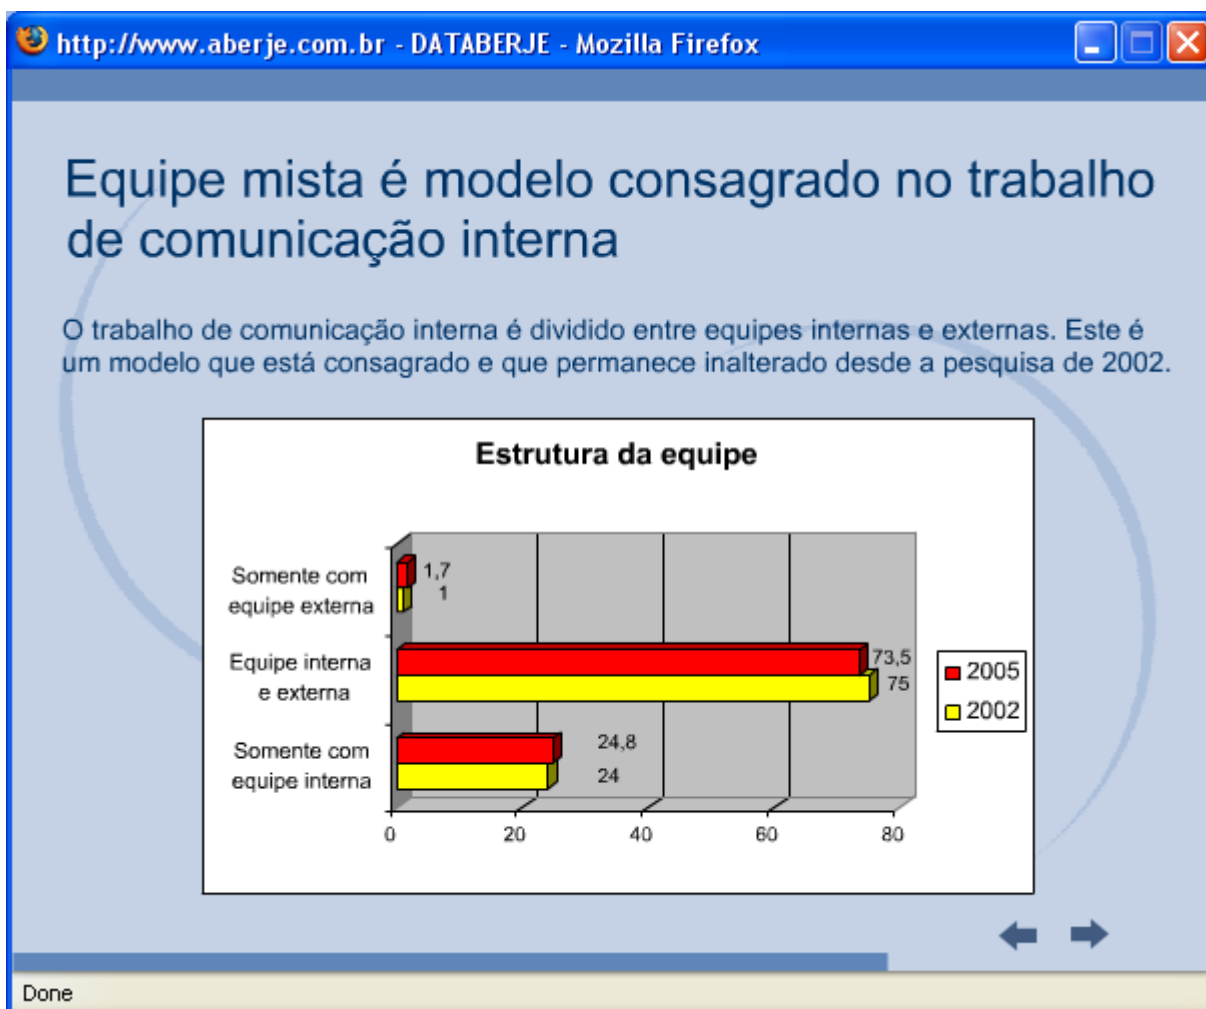 http://www.aberje.com.br - DATABERJE - Mozilla Firefox
Equipe mista é modelo consagrado no trabalho
de comunicação interna
O trabalho de comunicação interna é dividido entre equipes internas e externas. Este é
um modelo que está consagrado e que permanece inalterado desde a pesquisa de 2002.
Estrutura da equipe
Somente com
equipe externa
1,7
1
Equipe interna
e externa
73,5
75
Somente com
equipe interna
24,8
24
0 20 40 60 80
2005
2002
Done